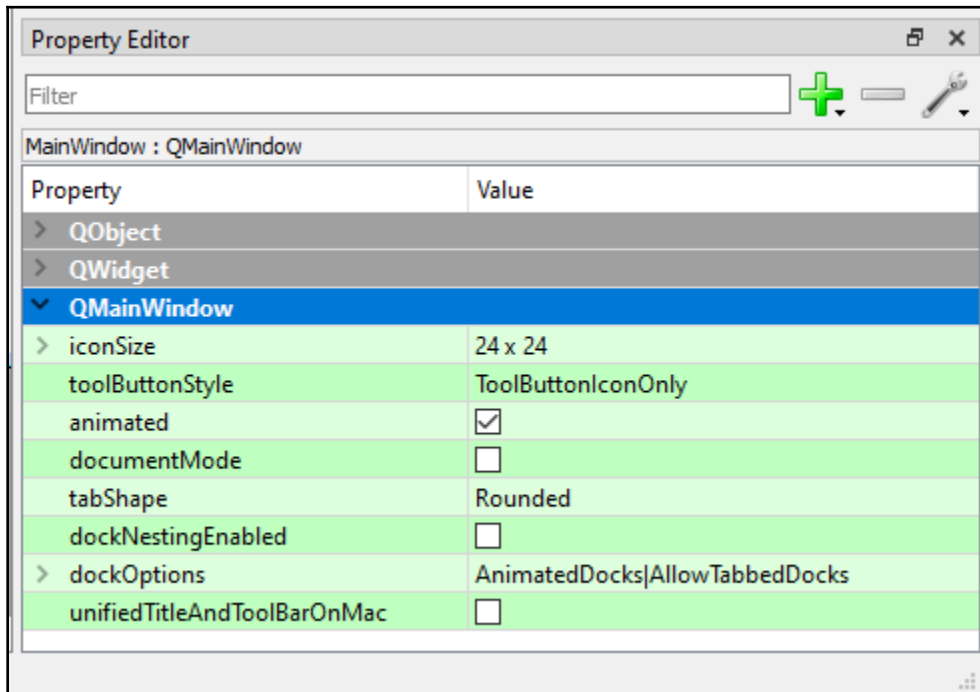 Property Editor
Filter
MainWindow : QMainWindow
Property Value
QObject
QWidget
QMainWindow
iconSize 24 x 24
toolButtonStyle ToolButtonIconOnly
animated
documentMode
tabShape Rounded
dockNestingEnabled
dockOptions AnimatedDocks|AllowTabbedDocks
unifiedTitleAndToolBarOnMac